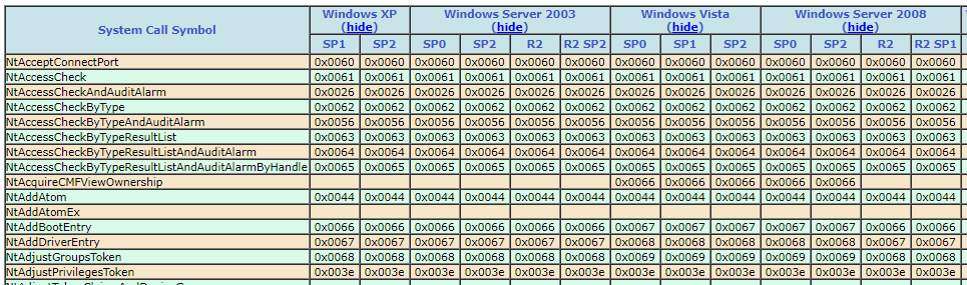 System Call Symbol Windows XP (hide) Windows Server 2003 (hide) Windows Vista (hide) Windows Server 2008 (hide)
SP1 SP2 SP0 SP2 R2 R2 SP2 SP0 SP1 SP2 SP0 SP2 R2 R2 SP1
NtAcceptConnectPort 0x0060 0x0060 0x0060 0x0060 0x0060 0x0060 0x0060 0x0060 0x0060 0x0060 0x0060 0x0060 0x0060
NtAccessCheck 0x0061 0x0061 0x0061 0x0061 0x0061 0x0061 0x0061 0x0061 0x0061 0x0061 0x0061 0x0061 0x0061
NtAccessCheckAndAuditAlarm 0x0026 0x0026 0x0026 0x0026 0x0026 0x0026 0x0026 0x0026 0x0026 0x0026 0x0026 0x0026 0x0026
NtAccessCheckByType 0x0062 0x0062 0x0062 0x0062 0x0062 0x0062 0x0062 0x0062 0x0062 0x0062 0x0062 0x0062 0x0062
NtAccessCheckByTypeAndAuditAlarm 0x0056 0x0056 0x0056 0x0056 0x0056 0x0056 0x0056 0x0056 0x0056 0x0056 0x0056 0x0056 0x0056
NtAccessCheckByTypeResultList 0x0063 0x0063 0x0063 0x0063 0x0063 0x0063 0x0063 0x0063 0x0063 0x0063 0x0063 0x0063 0x0063
NtAccessCheckByTypeResultListAndAuditAlarm 0x0064 0x0064 0x0064 0x0064 0x0064 0x0064 0x0064 0x0064 0x0064 0x0064 0x0064 0x0064 0x0064
NtAccessCheckByTypeResultListAndAuditAlarmByHandle 0x0065 0x0065 0x0065 0x0065 0x0065 0x0065 0x0065 0x0065 0x0065 0x0065 0x0065 0x0065 0x0065
NtAcquireCMFViewOwnership 0x0066 0x0066 0x0066 0x0066 0x0066
NtAddAtom 0x0044 0x0044 0x0044 0x0044 0x0044 0x0044 0x0044 0x0044 0x0044 0x0044 0x0044 0x0044 0x0044
NtAddAtomEx
NtAddBootEntry 0x0066 0x0066 0x0066 0x0066 0x0066 0x0066 0x0067 0x0067 0x0067 0x0067 0x0067 0x0066 0x0066
NtAddDriverEntry 0x0067 0x0067 0x0067 0x0067 0x0067 0x0067 0x0068 0x0068 0x0068 0x0068 0x0068 0x0067 0x0067
NtAdjustGroupsToken 0x0068 0x0068 0x0068 0x0068 0x0068 0x0068 0x0069 0x0069 0x0069 0x0069 0x0069 0x0068 0x0068
NtAdjustPrivilegesToken 0x003e 0x003e 0x003e 0x003e 0x003e 0x003e 0x003e 0x003e 0x003e 0x003e 0x003e 0x003e 0x003e